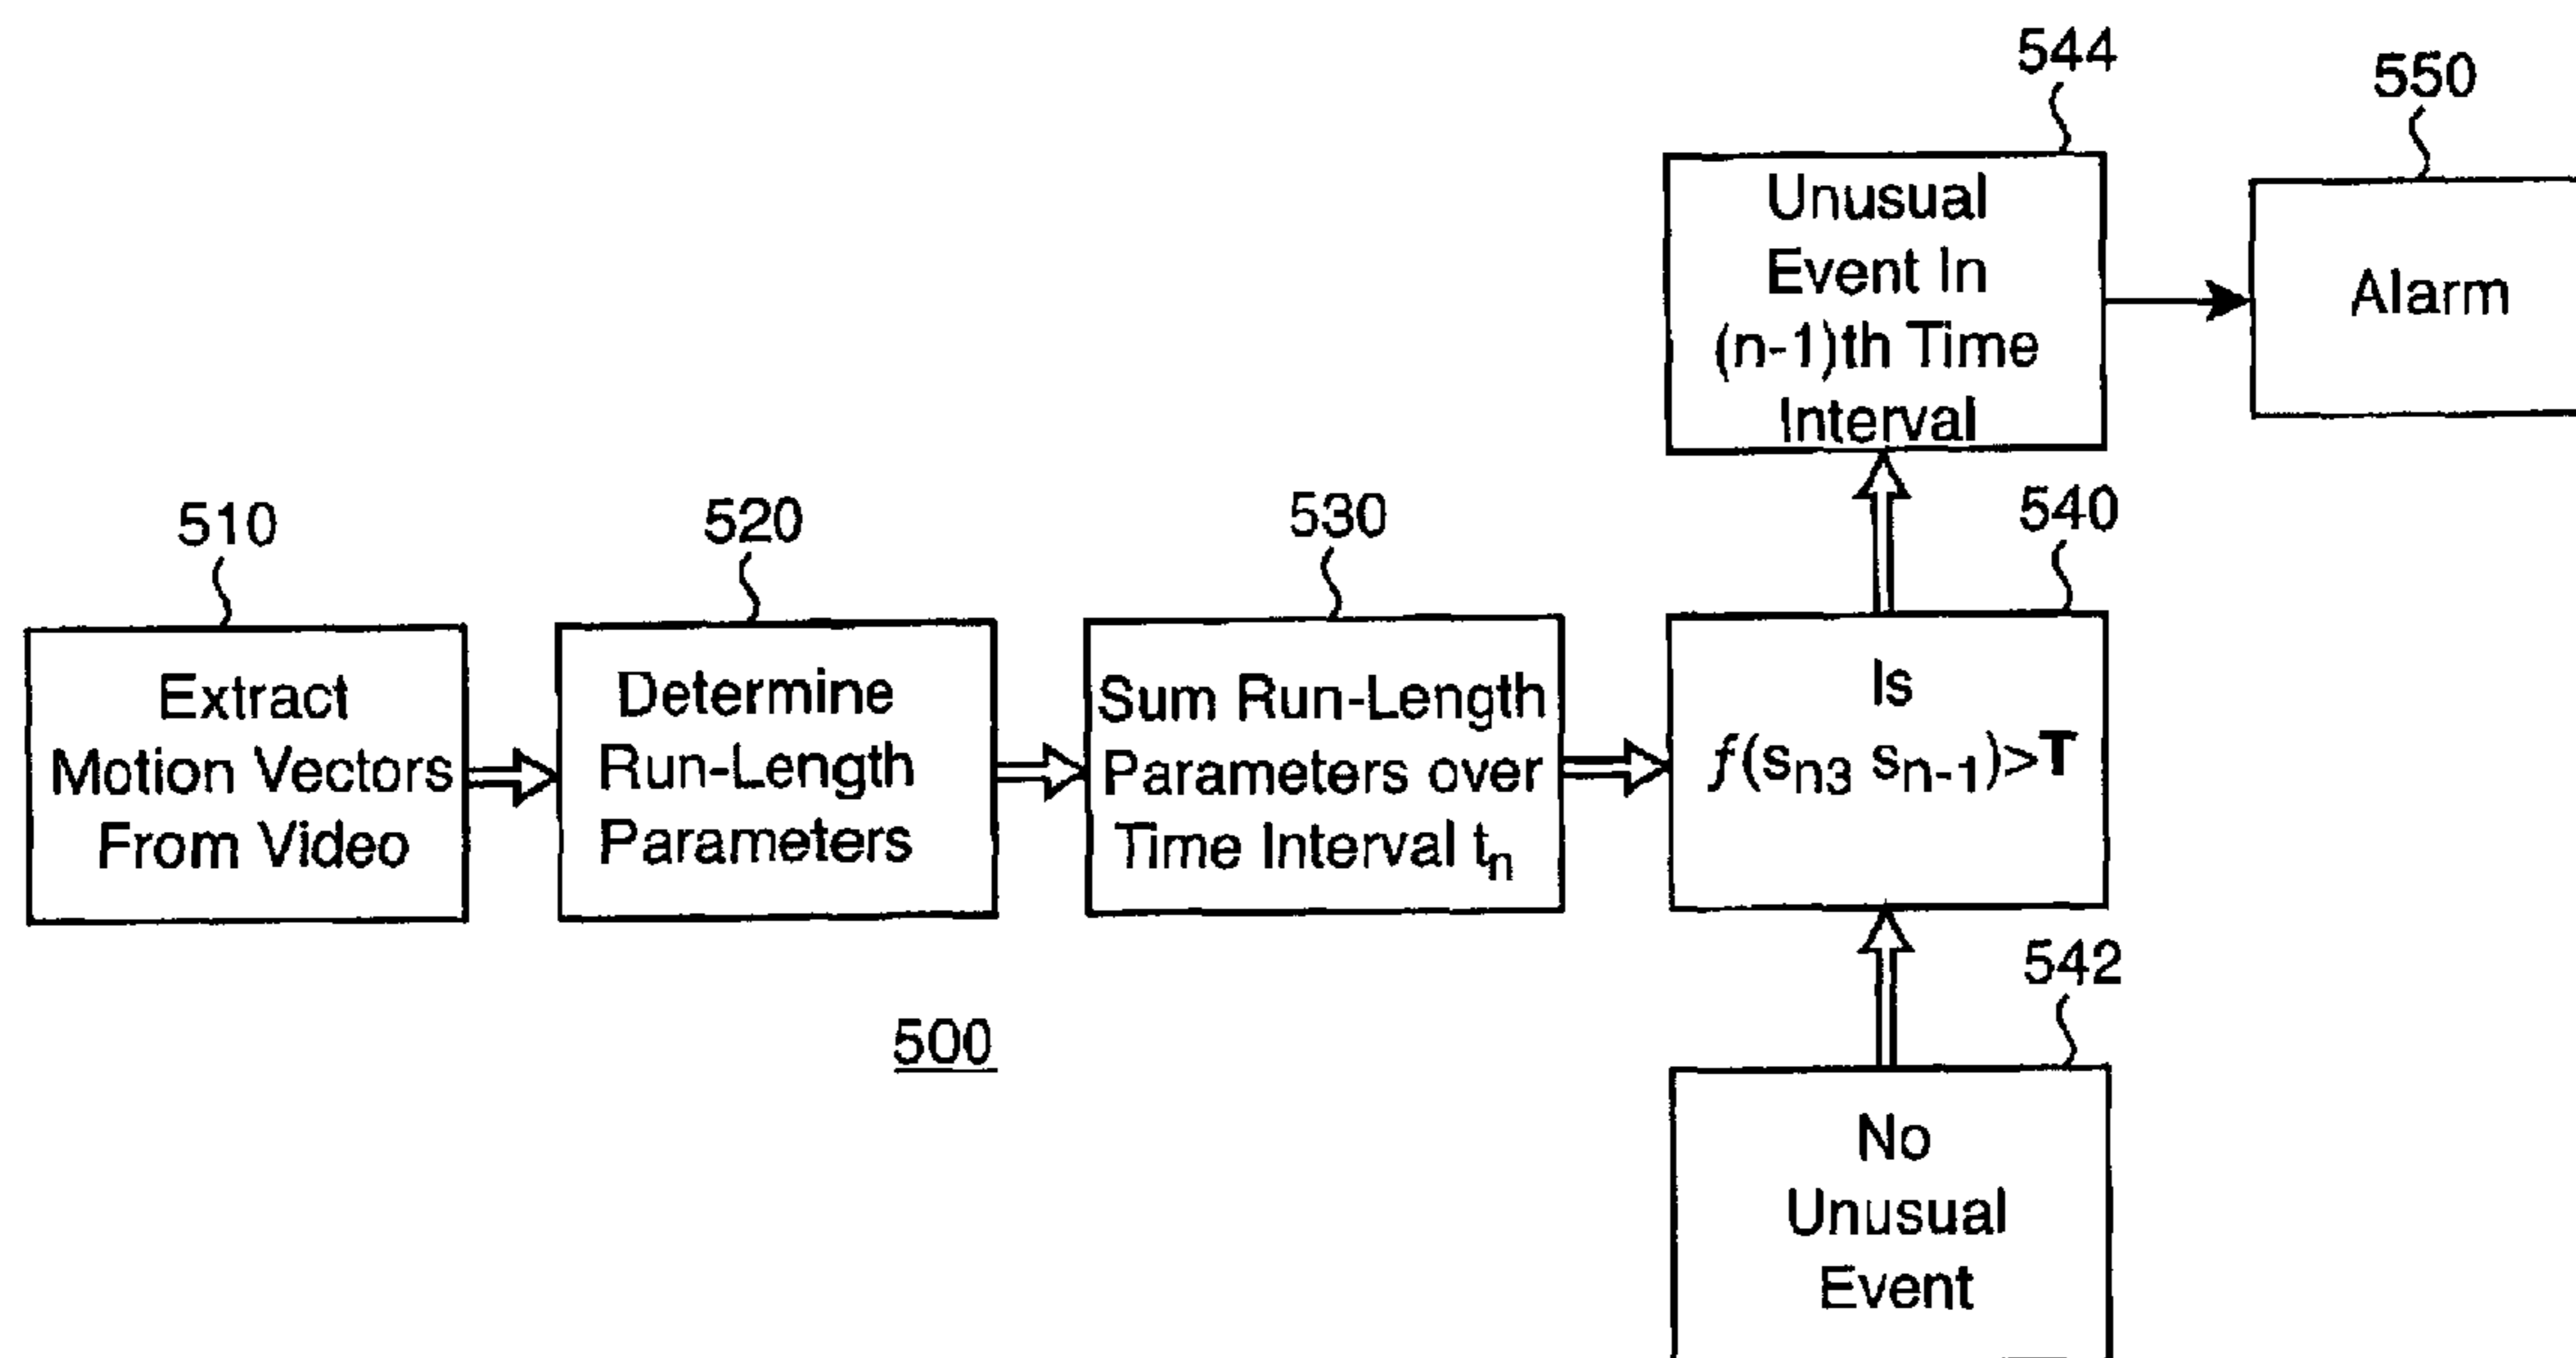 544
550
Unusual
Event In
(n-1)th Time
Interval
Alarm
510
520
530
540
Extract
Motion Vectors
From Video
Determine
Run-Length
Parameters
Sum Run-Length
Parameters over
Time Interval tn
Is
f(sn3 sn-1)>T
542
500
No
Unusual
Event